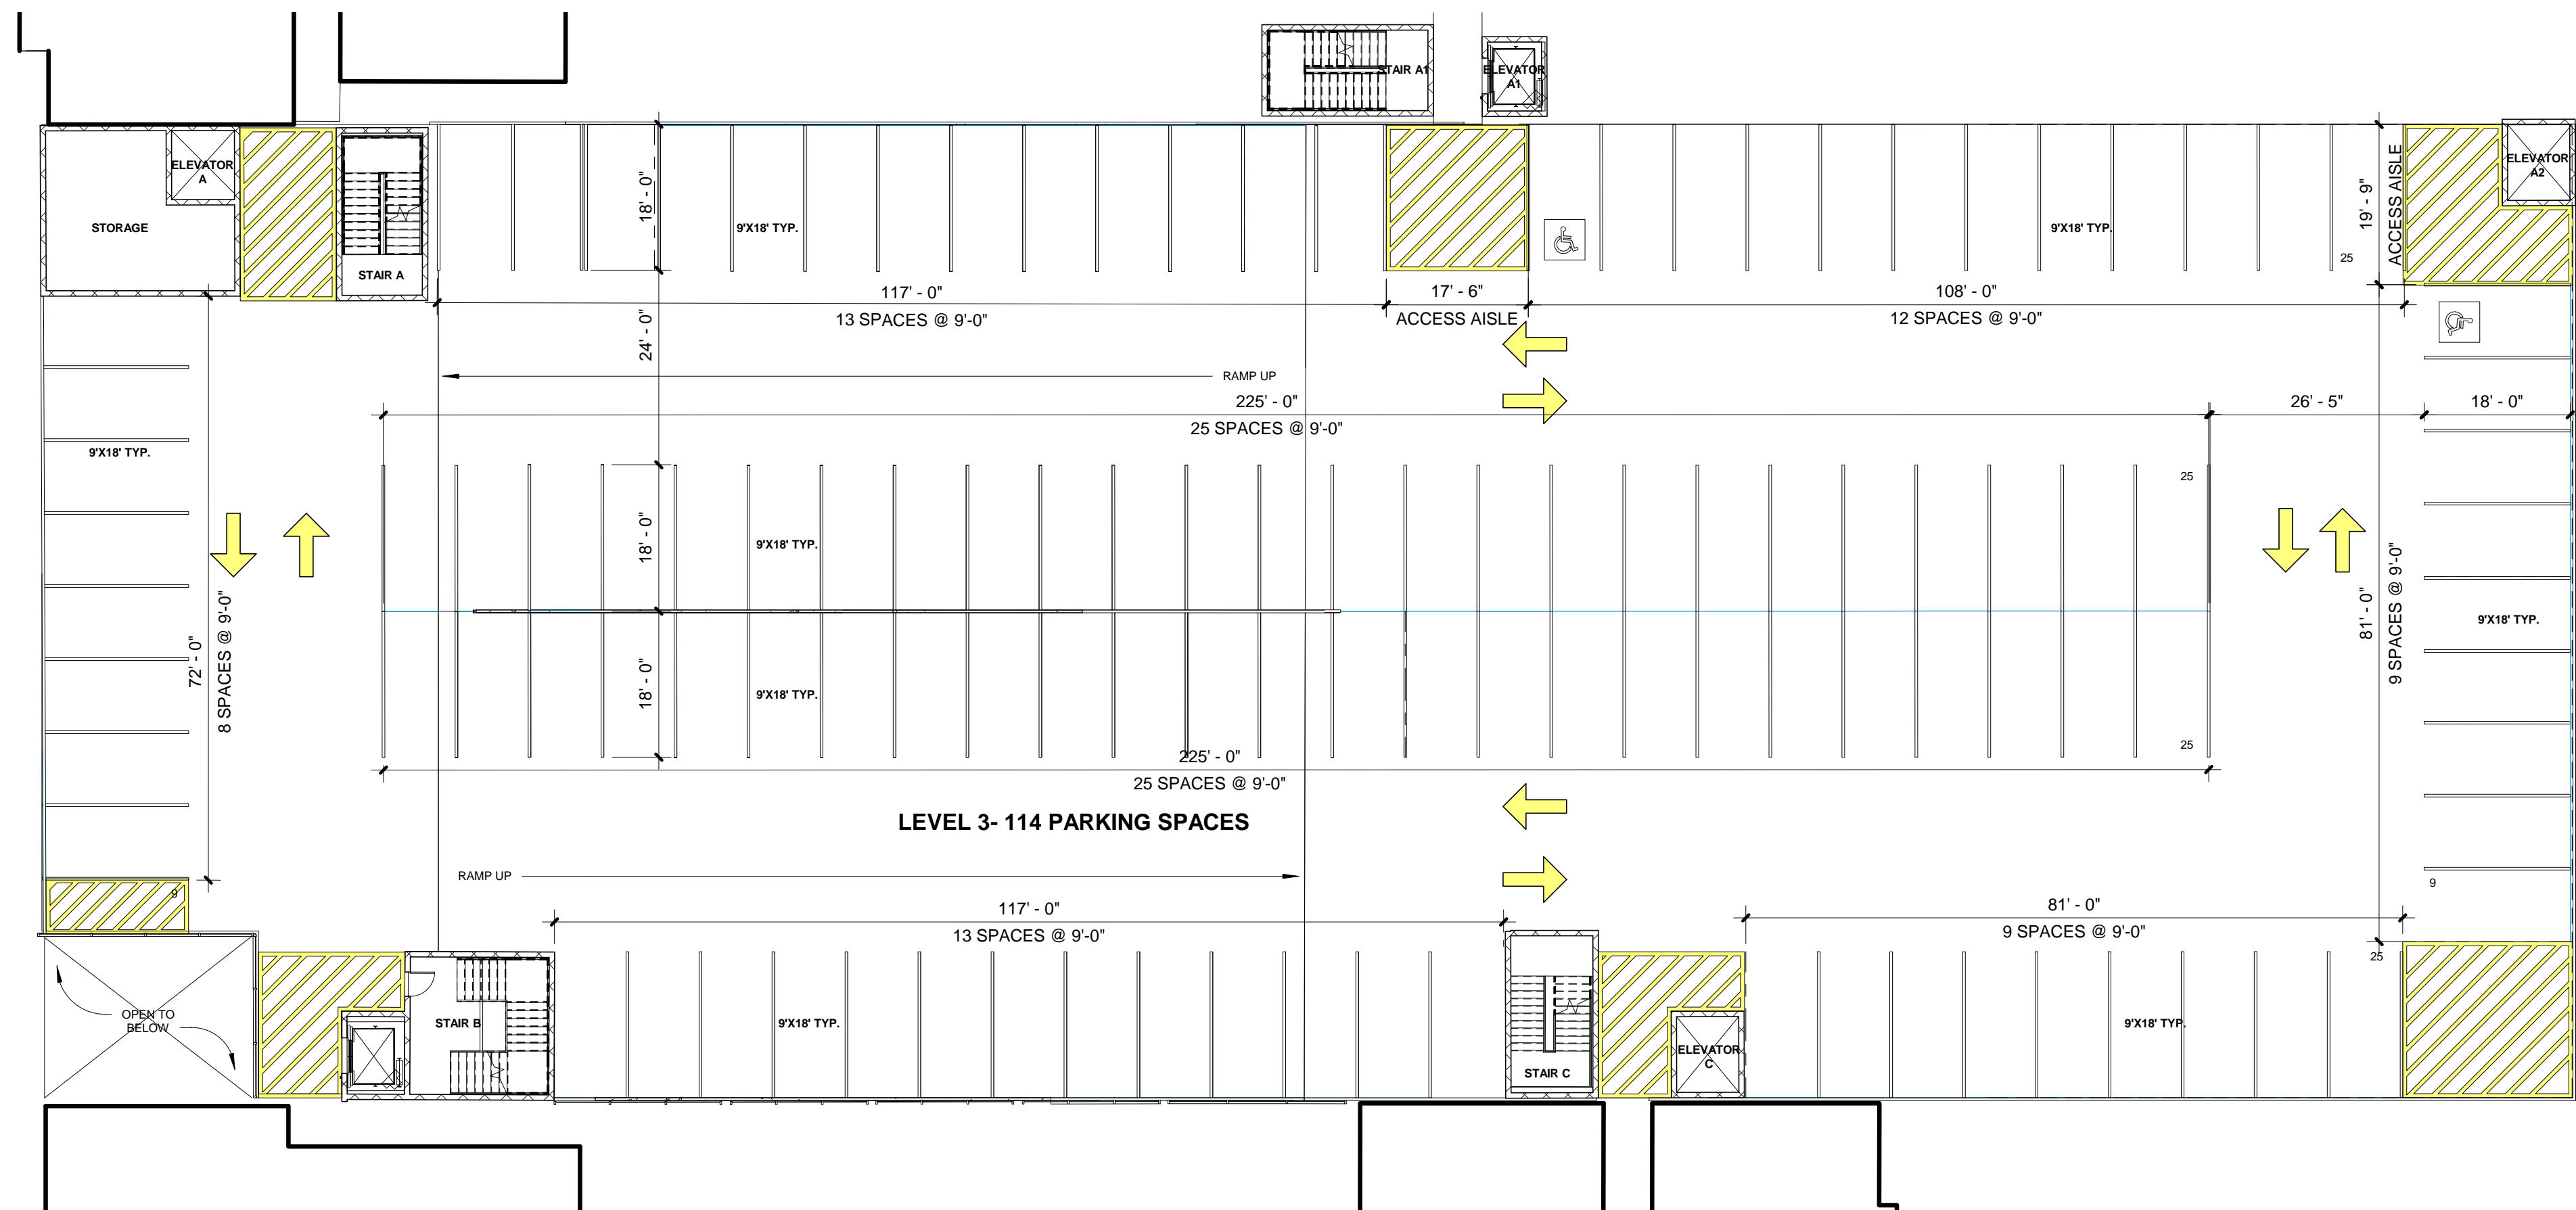 STAIR A1
ELEVATOR
A1
ELEVATOR
A
STORAGE
STAIR A
18' - 0"
9'X18' TYP.
9'X18' TYP.
25
19' - 9"
ACCESS AISLE
ELEVATOR
A2
117' - 0"
13 SPACES @ 9'-0"
17' - 6"
ACCESS AISLE
108' - 0"
12 SPACES @ 9'-0"
24' - 0"
RAMP UP
225' - 0"
25 SPACES @ 9'-0"
26' - 5"
18' - 0"
9'X18' TYP.
25
18' - 0"
9'X18' TYP.
72' - 0"
8 SPACES @ 9'-0"
81' - 0"
9 SPACES @ 9'-0"
9'X18' TYP.
18' - 0"
9'X18' TYP.
25
225' - 0"
25 SPACES @ 9'-0"
LEVEL 3- 114 PARKING SPACES
RAMP UP
9
9
117' - 0"
13 SPACES @ 9'-0"
81' - 0"
9 SPACES @ 9'-0"
25
OPEN TO
BELOW
STAIR B
9'X18' TYP.
STAIR C
ELEVATOR
C
9'X18' TYP.